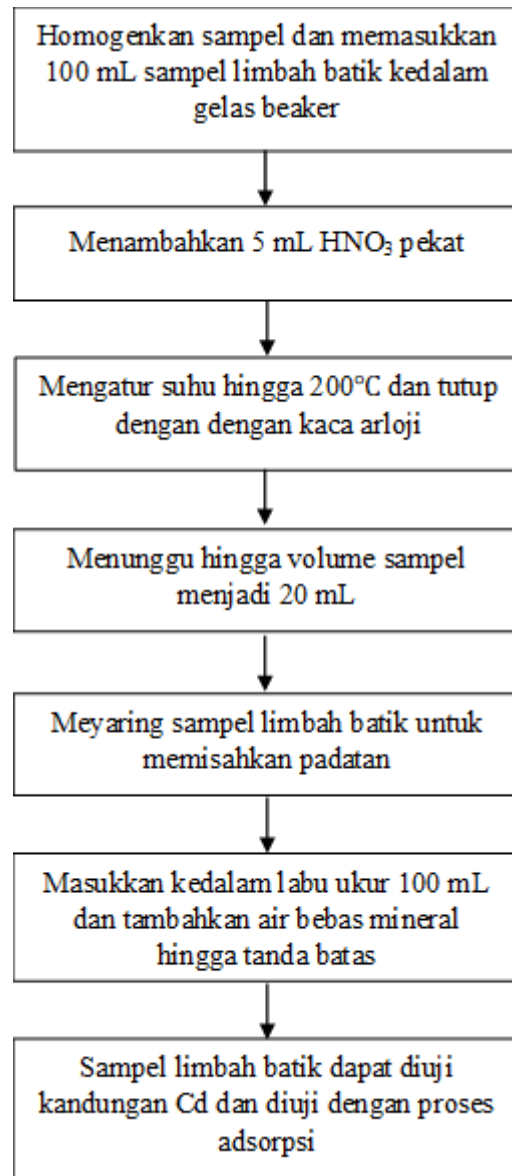 Homogenkan sampel dan memasukkan
100 mL sampel limbah batik kedalam
gelas beaker
Menambahkan 5 mL HNO₃ pekat
Mengatur suhu hingga 200°C dan tutup
dengan dengan kaca arloji
Menunggu hingga volume sampel
menjadi 20 mL
Meyaring sampel limbah batik untuk
memisahkan padatan
Masukkan kedalam labu ukur 100 mL
dan tambahkan air bebas mineral
hingga tanda batas
Sampel limbah batik dapat diuji
kandungan Cd dan diuji dengan proses
adsorpsi